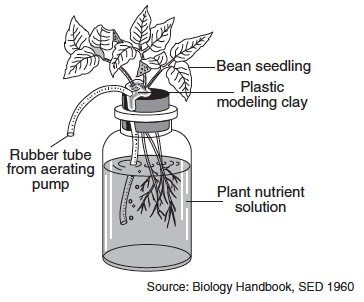 Bean seedling
Plastic
modeling clay
Rubber tube
from aerating
pump
Plant nutrient
solution
Source: Biology Handbook, SED 1960